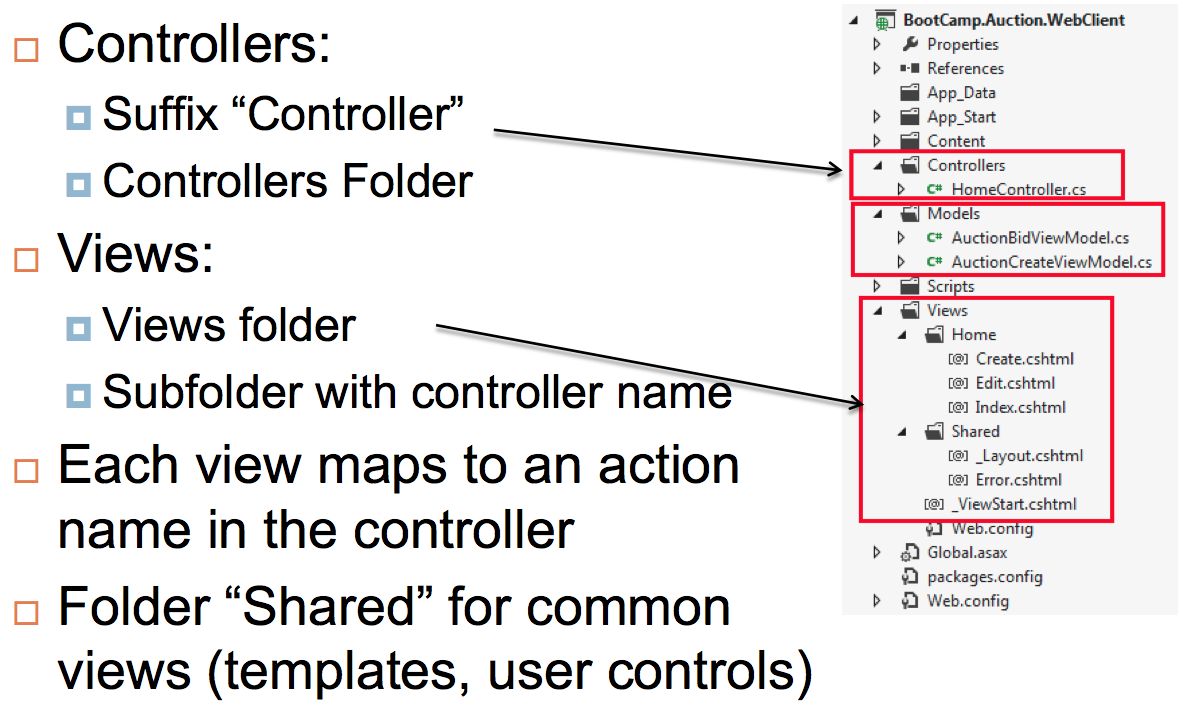 Controllers:
Suffix “Controller”
Controllers Folder
Views:
Views folder
Subfolder with controller name
Each view maps to an action
name in the controller
Folder “Shared” for common
views (templates, user controls)
BootCamp.Auction.WebClient
Properties
References
App_Data
App_Start
Content
Controllers
C# HomeController.cs
Models
C# AuctionBidViewModel.cs
C# AuctionCreateViewModel.cs
Scripts
Views
Home
[@] Create.cshtml
[@] Edit.cshtml
[@] Index.cshtml
Shared
[@] _Layout.cshtml
[@] Error.cshtml
[@] _ViewStart.cshtml
Web.config
Global.asax
packages.config
Web.config